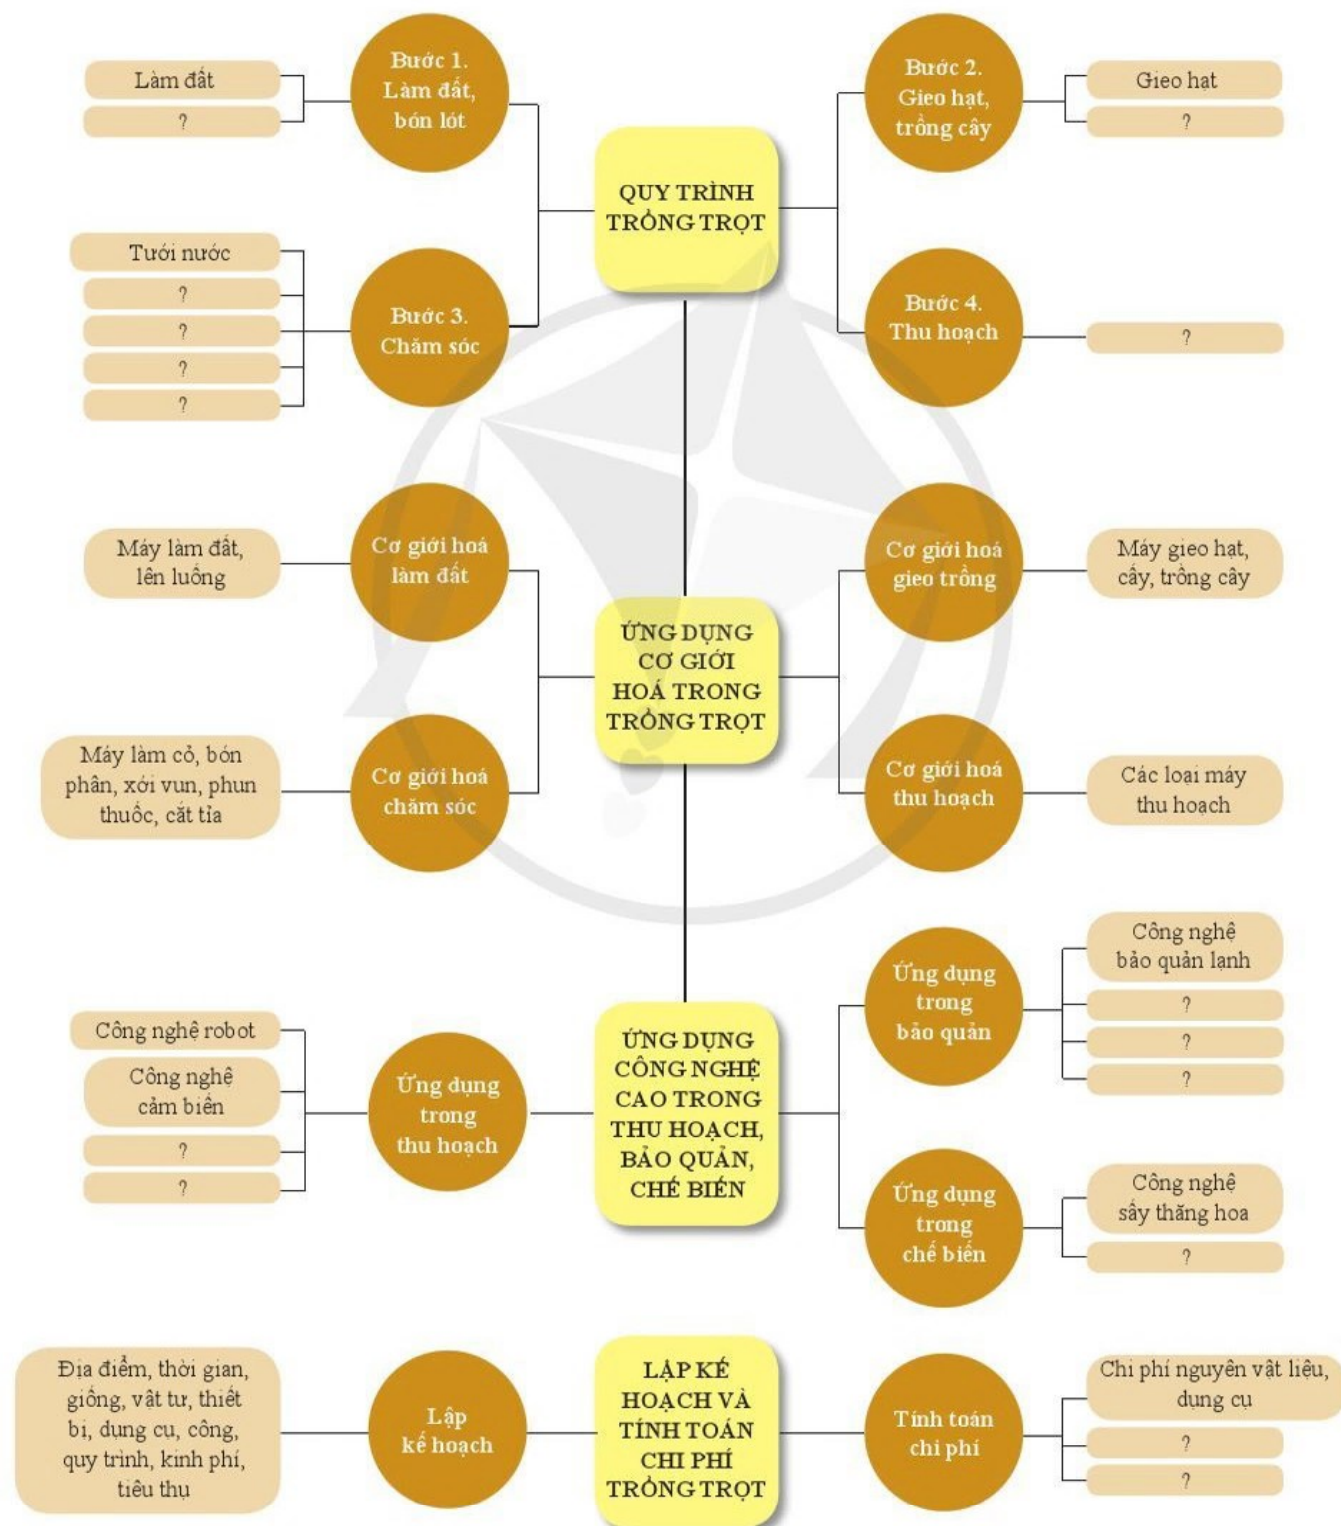 Làm đất
?
Bước 1.
Làm đất,
bón lót
QUY TRÌNH
TRỒNG TRỌT
Bước 2.
Gieo hạt,
trồng cây
Gieo hạt
?
Tưới nước
?
?
?
?
Bước 3.
Chăm sóc
Bước 4.
Thu hoạch
?
Máy làm đất,
lên luống
Cơ giới hoá
làm đất
ỨNG DỤNG
CƠ GIỚI
HOÁ TRONG
TRỒNG TRỌT
Cơ giới hoá
gieo trồng
Máy gieo hạt,
cấy, trồng cây
Máy làm cỏ, bón
phân, xới vun, phun
thuốc, cắt tỉa
Cơ giới hoá
chăm sóc
Cơ giới hoá
thu hoạch
Các loại máy
thu hoạch
Công nghệ robot
Công nghệ
cảm biến
?
?
Ứng dụng
trong
thu hoạch
ỨNG DỤNG
CÔNG NGHỆ
CAO TRONG
THU HOẠCH,
BẢO QUẢN,
CHẾ BIẾN
Ứng dụng
trong
bảo quản
Công nghệ
bảo quản lạnh
?
?
?
Ứng dụng
trong
chế biến
Công nghệ
sấy thăng hoa
?
Địa điểm, thời gian,
giống, vật tư, thiết
bị, dụng cụ, công,
quy trình, kinh phí,
tiêu thụ
Lập
kế hoạch
LẬP KẾ
HOẠCH VÀ
TÍNH TOÁN
CHI PHÍ
TRỒNG TRỌT
Tính toán
chi phí
Chi phí nguyên vật liệu,
dụng cụ
?
?